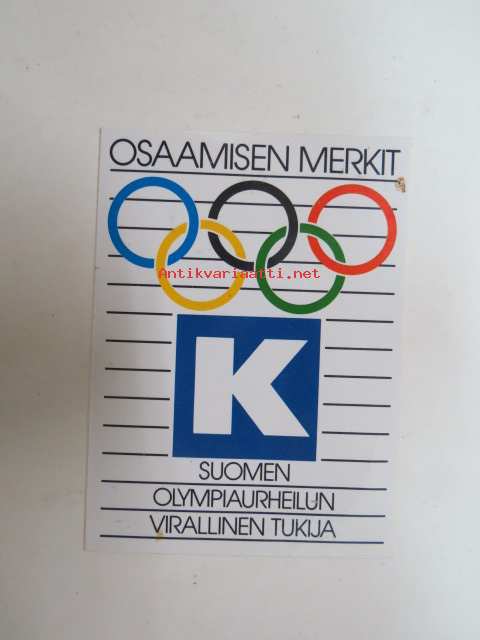 OSAAMISEN MERKIT
Antikvariaatti.net
K
SUOMEN
OLYMPIAURHEILUN
VIRALLINEN TUKIJA